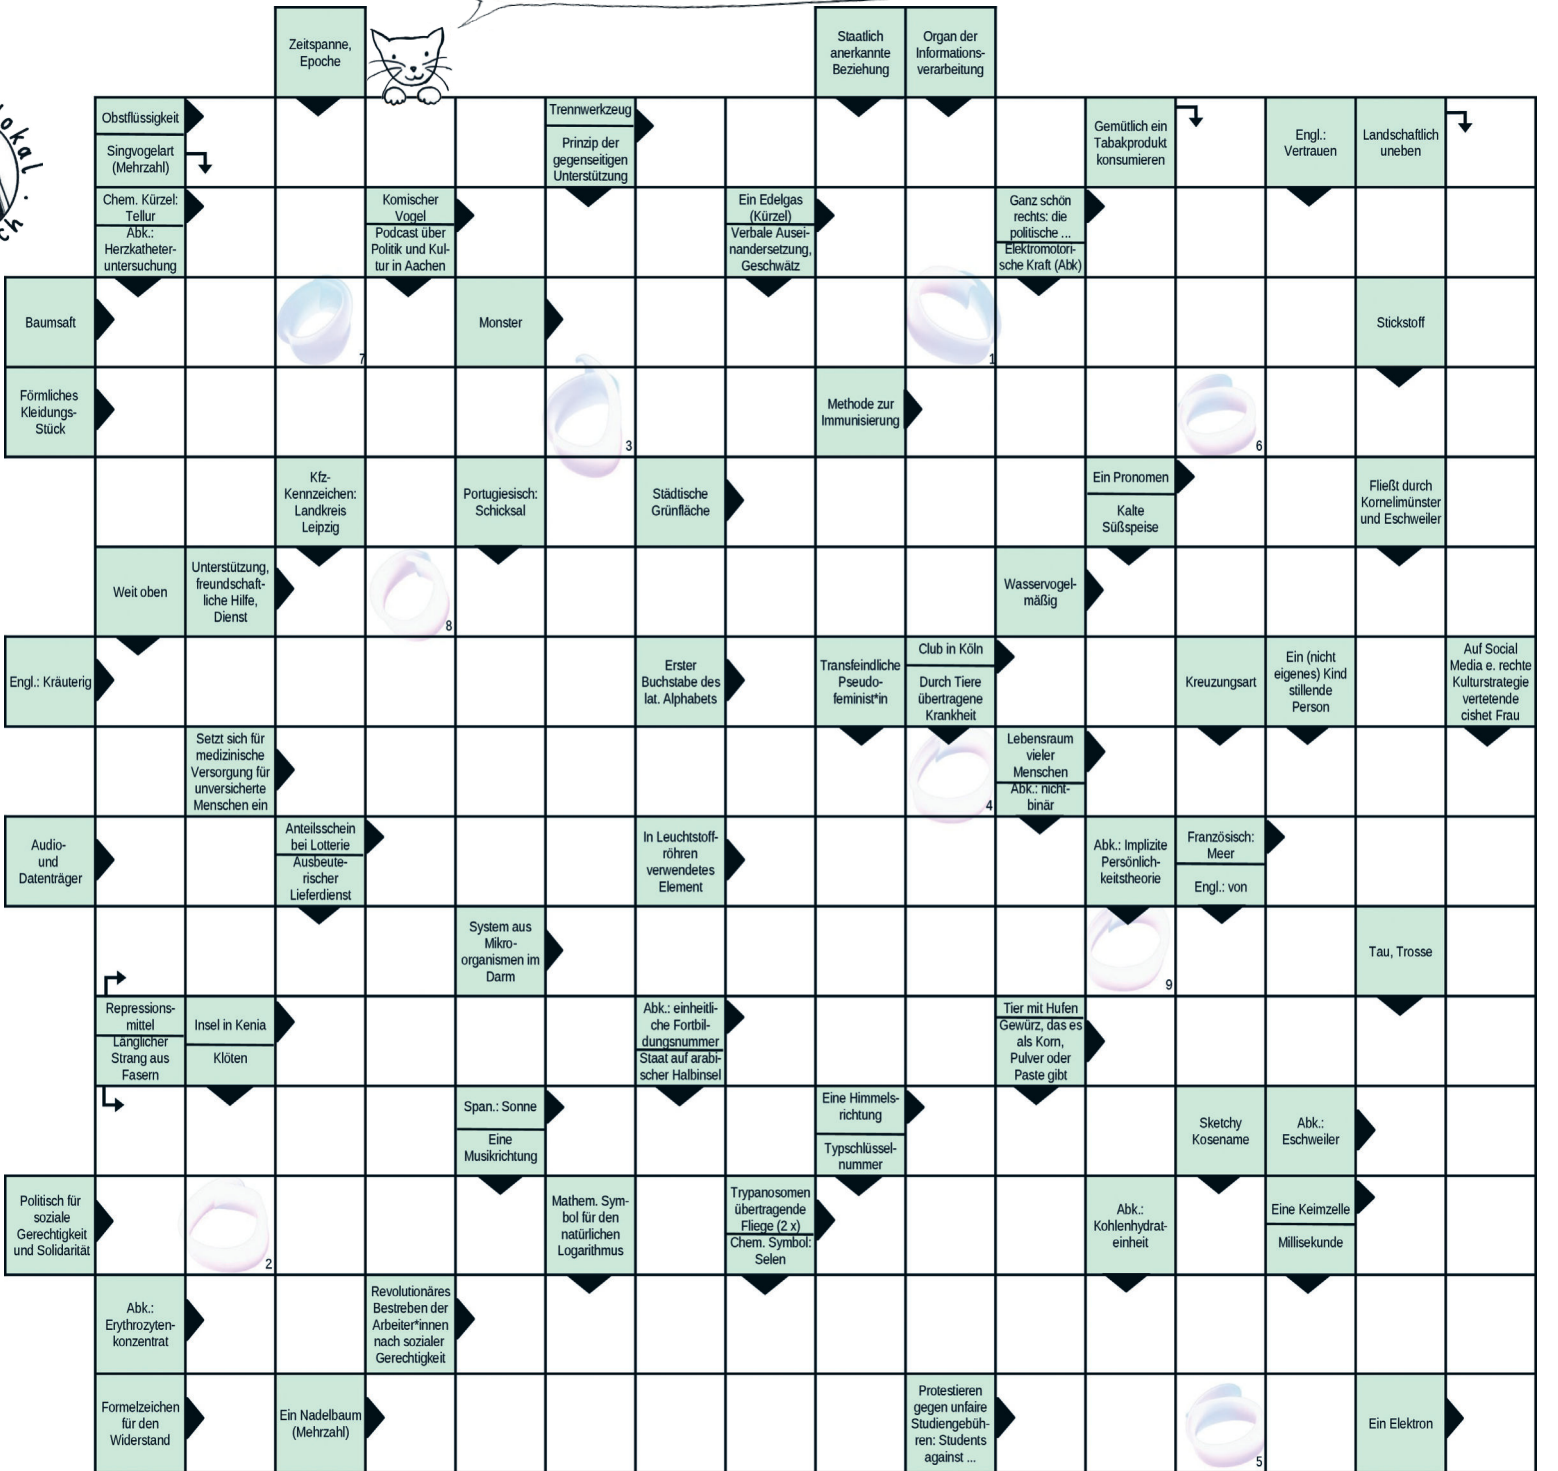 Zeitspanne,
Epoche
Staatlich
anerkannte
Beziehung
Organ der
Informations-
verarbeitung
okal.
ch
Obstflüssigkeit
Singvogelart
(Mehrzahl)
Trennwerkzeug
Prinzip der
gegenseitigen
Unterstützung
Gemütlich ein
Tabakprodukt
konsumieren
Engl.:
Vertrauen
Landschaftlich
uneben
Chem. Kürzel:
Tellur
Abk.:
Herzkatheter-
untersuchung
Komischer
Vogel
Podcast über
Politik und Kul-
tur in Aachen
Ein Edelgas
(Kürzel)
Verbale Ausei-
nandersetzung,
Geschwätz
Ganz schön
rechts: die
politische ...
Elektromotori-
sche Kraft (Abk)
Baumsaft
7
Monster
1
Stickstoff
Förmliches
Kleidungs-
Stück
3
Methode zur
Immunisierung
6
Kfz-
Kennzeichen:
Landkreis
Leipzig
Portugiesisch:
Schicksal
Städtische
Grünfläche
Ein Pronomen
Kalte
Süßspeise
Fließt durch
Kornelimünster
und Eschweiler
Weit oben
Unterstützung,
freundschaft-
liche Hilfe,
Dienst
8
Wasservogel-
mäßig
Engl.: Kräuterig
Erster
Buchstabe des
lat. Alphabets
Transfeindliche
Pseudo-
feminist*in
Club in Köln
Durch Tiere
übertragene
Krankheit
Kreuzungsart
Ein (nicht
eigenes) Kind
stillende
Person
Auf Social
Media e. rechte
Kulturstrategie
vertetende
cishet Frau
Setzt sich für
medizinische
Versorgung für
unversicherte
Menschen ein
4
Lebensraum
vieler
Menschen
Abk.: nicht-
binär
Audio-
und
Datenträger
Anteilsschein
bei Lotterie
Ausbeute-
rischer
Lieferdienst
In Leuchtstoff-
röhren
verwendetes
Element
Abk.: Implizite
Persönlich-
keitstheorie
Französisch:
Meer
Engl.: von
System aus
Mikro-
organismen im
Darm
9
Tau, Trosse
Repressions-
mittel
Länglicher
Strang aus
Fasern
Insel in Kenia
Klöten
Abk.: einheitli-
che Fortbil-
dungsnummer
Staat auf arabi-
scher Halbinsel
Tier mit Hufen
Gewürz, das es
als Korn,
Pulver oder
Paste gibt
Span.: Sonne
Eine
Musikrichtung
Eine Himmels-
richtung
Typschlüssel-
nummer
Sketchy
Kosename
Abk.:
Eschweiler
Politisch für
soziale
Gerechtigkeit
und Solidarität
2
Mathem. Sym-
bol für den
natürlichen
Logarithmus
Trypanosomen
übertragende
Fliege (2 x)
Chem. Symbol:
Selen
Abk.:
Kohlenhydrat-
einheit
Eine Keimzelle
Millisekunde
Abk.:
Erythrozyten-
konzentrat
Revolutionäres
Bestreben der
Arbeiter*innen
nach sozialer
Gerechtigkeit
Formelzeichen
für den
Widerstand
Ein Nadelbaum
(Mehrzahl)
Protestieren
gegen unfaire
Studiengebüh-
ren: Students
against ...
5
Ein Elektron